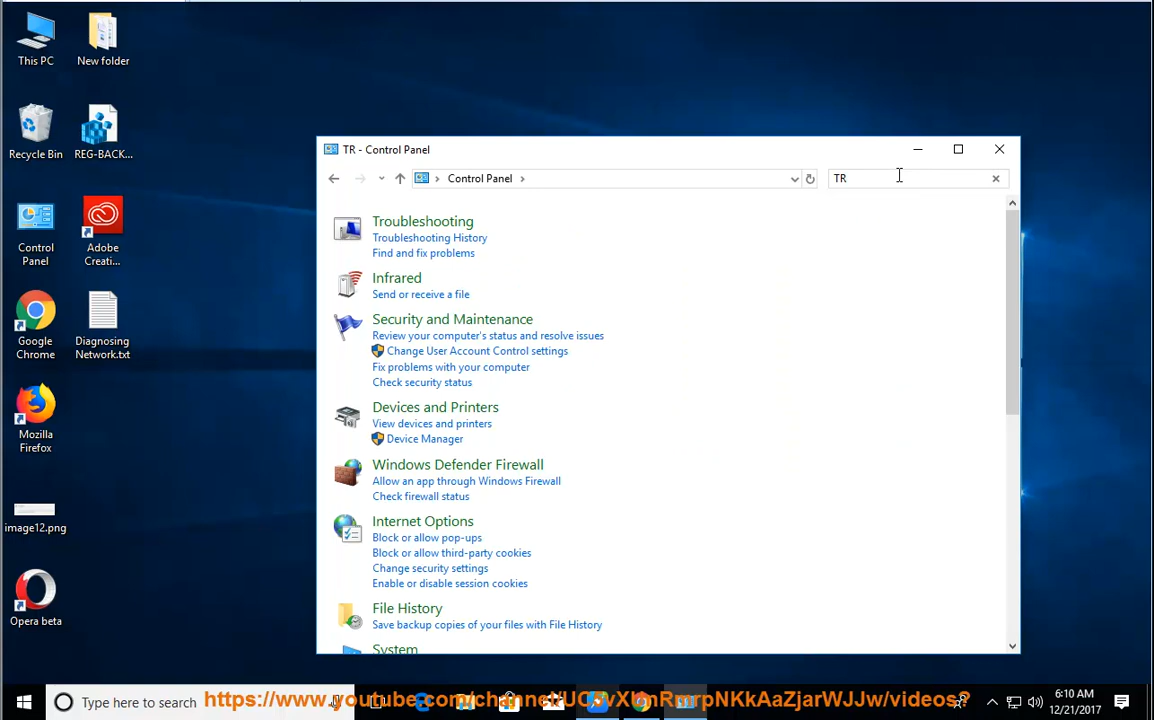 This PC
New folder
Recycle Bin
REG-BACK...
Control
Panel
Adobe
Creati...
Google
Chrome
Diagnosing
Network.txt
Mozilla
Firefox
image12.png
Opera beta
TR - Control Panel
Control Panel
TR
Troubleshooting
Troubleshooting History
Find and fix problems
Infrared
Send or receive a file
Security and Maintenance
Review your computer's status and resolve issues
Change User Account Control settings
Fix problems with your computer
Check security status
Devices and Printers
View devices and printers
Device Manager
Windows Defender Firewall
Allow an app through Windows Firewall
Check firewall status
Internet Options
Block or allow pop-ups
Block or allow third-party cookies
Change security settings
Enable or disable session cookies
File History
Save backup copies of your files with File History
System
Type here to search
6:10 AM
12/21/2017